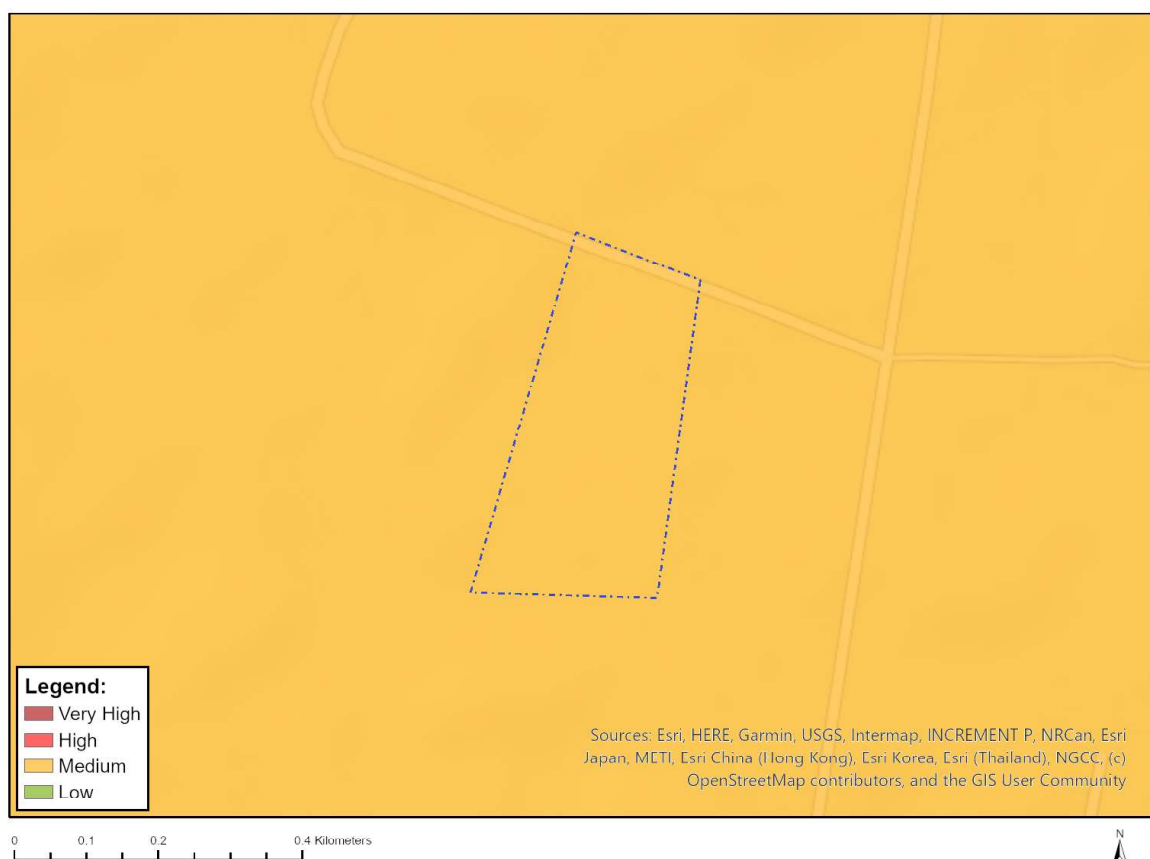 Legend:
Very High
High
Medium
Low
Sources: Esri, HERE, Garmin, USGS, Intermap, INCREMENT P, NRCan, Esri
Japan, METI, Esri China (Hong Kong), Esri Korea, Esri (Thailand), NGCC, (c)
OpenStreetMap contributors, and the GIS User Community
0 0.1 0.2 0.4 Kilometers
N